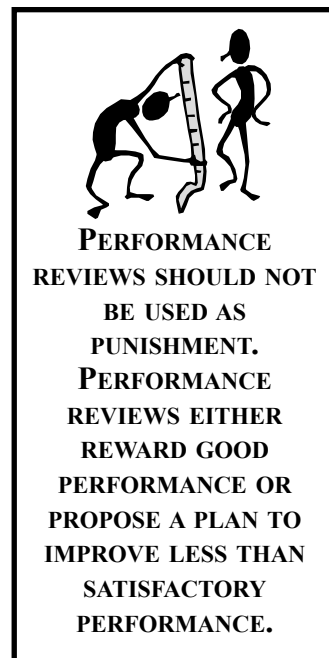 PERFORMANCE
REVIEWS SHOULD NOT
BE USED AS
PUNISHMENT.
PERFORMANCE
REVIEWS EITHER
REWARD GOOD
PERFORMANCE OR
PROPOSE A PLAN TO
IMPROVE LESS THAN
SATISFACTORY
PERFORMANCE.